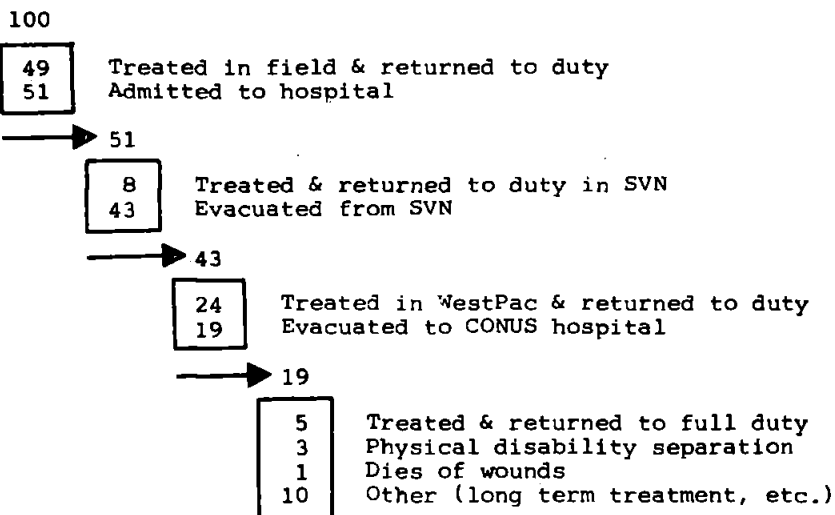 100
49 Treated in field & returned to duty
51 Admitted to hospital
51
8 Treated & returned to duty in SVN
43 Evacuated from SVN
43
24 Treated in WestPac & returned to duty
19 Evacuated to CONUS hospital
19
5 Treated & returned to full duty
3 Physical disability separation
1 Dies of wounds
10 Other (long term treatment, etc.)